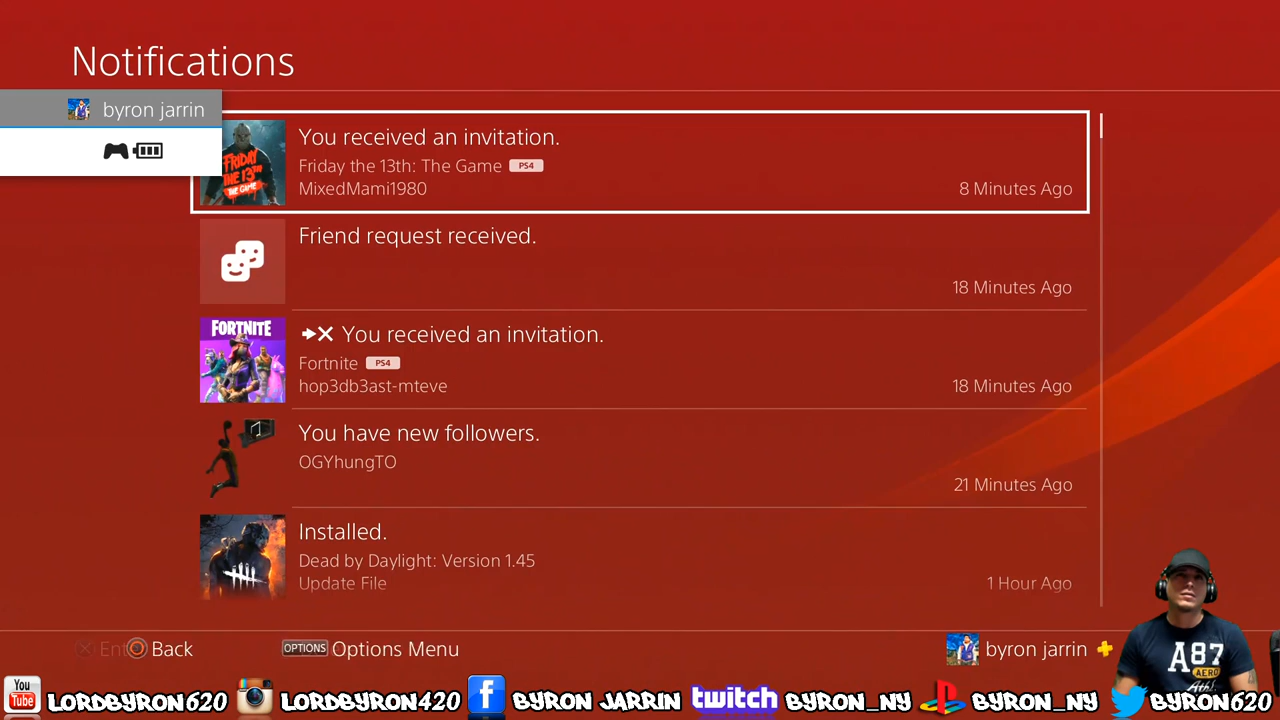 Notifications
byron jarrin
FRIDAY
THE 13TH
THE GAME
You received an invitation.
Friday the 13th: The Game PS4
MixedMami1980
8 Minutes Ago
Friend request received.
18 Minutes Ago
FORTNITE
You received an invitation.
Fortnite PS4
hop3db3ast-mteve
18 Minutes Ago
You have new followers.
OGYhungTO
21 Minutes Ago
Installed.
Dead by Daylight: Version 1.45
Update File
1 Hour Ago
Ent
Back
OPTIONS Options Menu
byron jarrin
A87
AERO
Athl.
You Tube LORDBYRON620 LORDBYRON420 f BYRON JARRIN twitch BYRON_NY BYRON_NY BYRON620